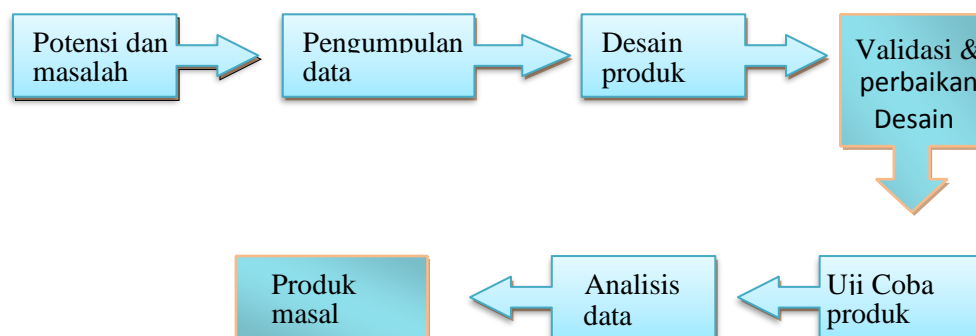 Potensi dan
masalah
Pengumpulan
data
Desain
produk
Validasi &
perbaikan
Desain
Produk
masal
Analisis
data
Uji Coba
produk